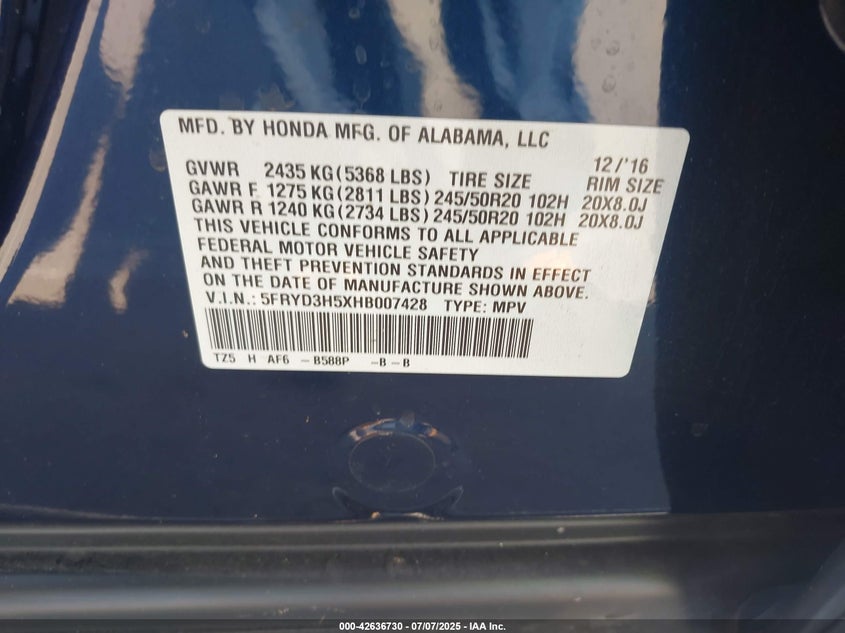 MFD. BY HONDA MFG. OF ALABAMA, LLC
12/'16
GVWR 2435 KG(5368 LBS) TIRE SIZE RIM SIZE
GAWR F 1275 KG(2811 LBS) 245/50R20 102H 20X8.0J
GAWR R 1240 KG(2734 LBS) 245/50R20 102H 20X8.0J
THIS VEHICLE CONFORMS TO ALL APPLICABLE
FEDERAL MOTOR VEHICLE SAFETY
AND THEFT PREVENTION STANDARDS IN EFFECT
ON THE DATE OF MANUFACTURE SHOWN ABOVE.
V.I.N.: 5FRYD3H5XHB007428 TYPE: MPV
TZ5 H AF6 -B588P -B-B
000-42636730 - 07/07/2025 - IAA Inc.